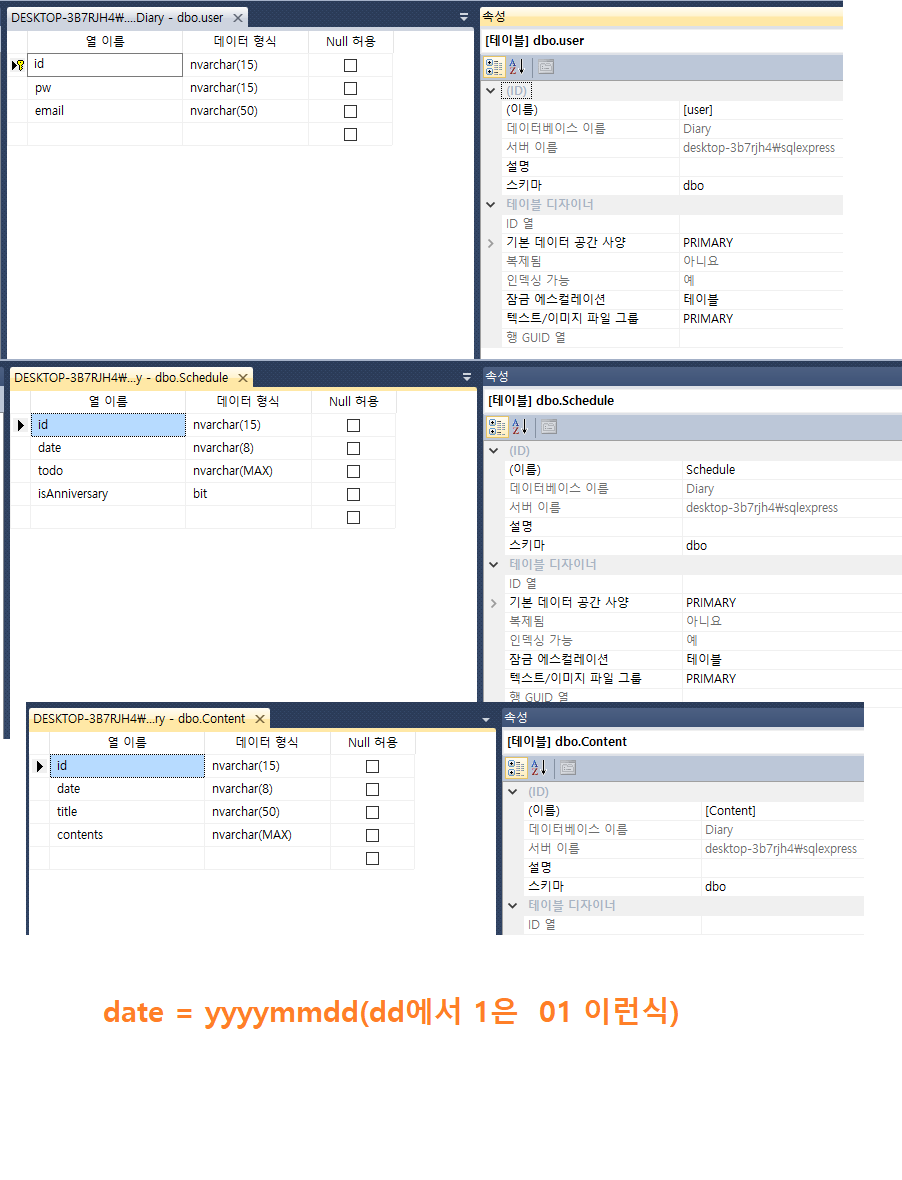 DESKTOP-3B7RJH4₩....Diary - dbo.user
열 이름 데이터 형식 Null 허용
id nvarchar(15)
pw nvarchar(15)
email nvarchar(50)
속성
[테이블] dbo.user
(ID)
(이름) [user]
데이터베이스 이름 Diary
서버 이름 desktop-3b7rjh4₩sqlexpress
설명
스키마 dbo
테이블 디자이너
ID 열
기본 데이터 공간 사양 PRIMARY
복제됨 아니요
인덱싱 가능 예
잠금 에스컬레이션 테이블
텍스트/이미지 파일 그룹 PRIMARY
행 GUID 열
DESKTOP-3B7RJH4₩...y - dbo.Schedule
열 이름 데이터 형식 Null 허용
id nvarchar(15)
date nvarchar(8)
todo nvarchar(MAX)
isAnniversary bit
속성
[테이블] dbo.Schedule
(ID)
(이름) Schedule
데이터베이스 이름 Diary
서버 이름 desktop-3b7rjh4₩sqlexpress
설명
스키마 dbo
테이블 디자이너
ID 열
기본 데이터 공간 사양 PRIMARY
복제됨 아니요
인덱싱 가능 예
잠금 에스컬레이션 테이블
텍스트/이미지 파일 그룹 PRIMARY
행 GUID 열
DESKTOP-3B7RJH4₩...ry - dbo.Content
열 이름 데이터 형식 Null 허용
id nvarchar(15)
date nvarchar(8)
title nvarchar(50)
contents nvarchar(MAX)
속성
[테이블] dbo.Content
(ID)
(이름) [Content]
데이터베이스 이름 Diary
서버 이름 desktop-3b7rjh4₩sqlexpress
설명
스키마 dbo
테이블 디자이너
ID 열
date = yyyymmdd(dd에서 1은 01 이런식)